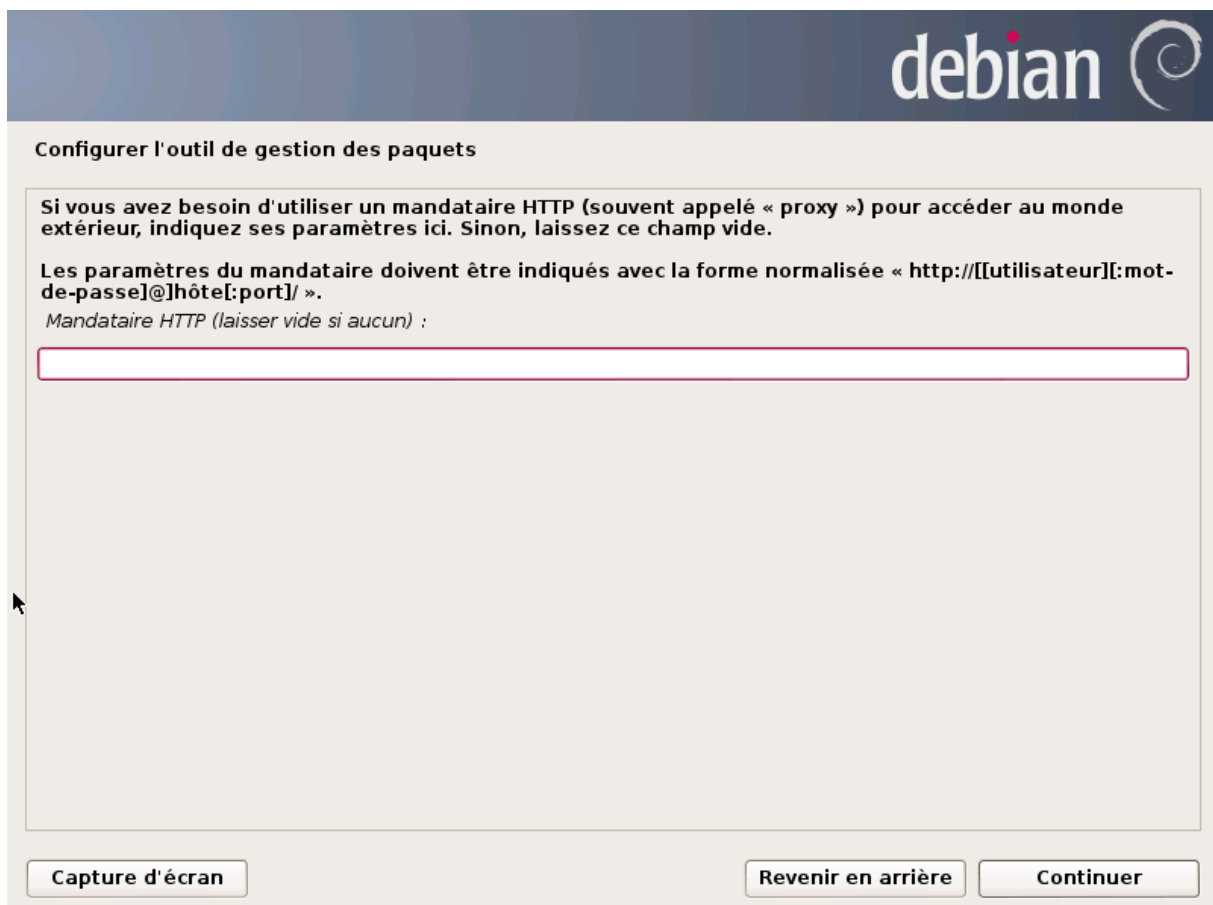 debian
Configurer l'outil de gestion des paquets
Si vous avez besoin d'utiliser un mandataire HTTP (souvent appelé « proxy ») pour accéder au monde
extérieur, indiquez ses paramètres ici. Sinon, laissez ce champ vide.
Les paramètres du mandataire doivent être indiqués avec la forme normalisée « http://[[utilisateur][:mot-
de-passe]@]hôte[:port]/ ».
Mandataire HTTP (laisser vide si aucun) :
Capture d'écran
Revenir en arrière
Continuer